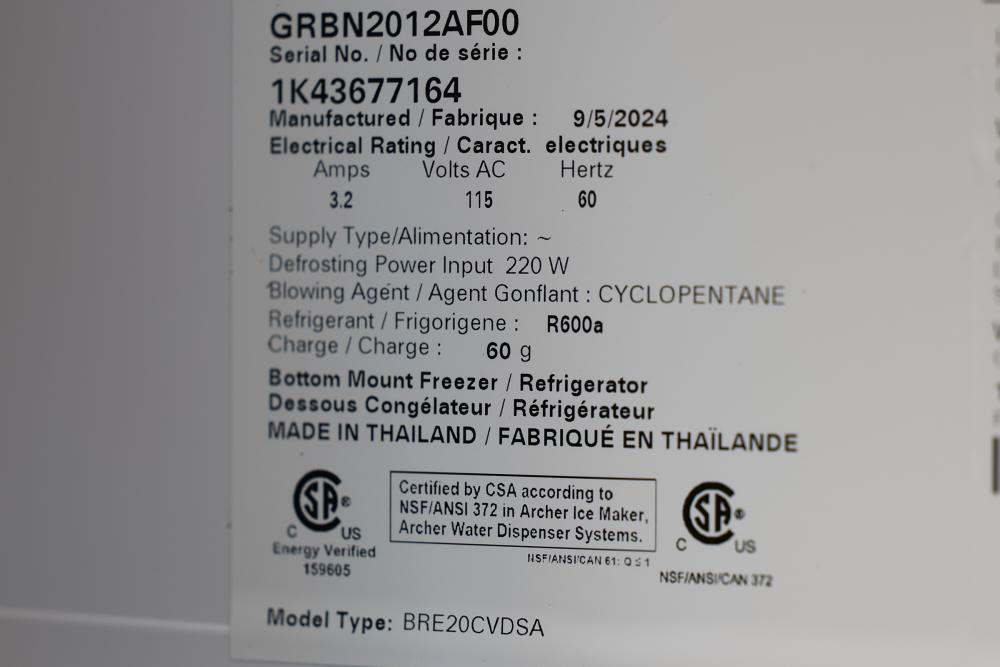 GRBN2012AF00
Serial No. / No de série :
1K43677164
Manufactured / Fabrique : 9/5/2024
Electrical Rating / Caract. electriques
Amps Volts AC Hertz
3.2 115 60
Supply Type/Alimentation: ~
Defrosting Power Input 220 W
Blowing Agent / Agent Gonflant : CYCLOPENTANE
Refrigerant / Frigorigene : R600a
Charge / Charge : 60 g
Bottom Mount Freezer / Refrigerator
Dessous Congélateur / Réfrigérateur
MADE IN THAILAND / FABRIQUÉ EN THAÏLANDE
SA®
C US
Energy Verified
159605
Certified by CSA according to
NSF/ANSI 372 in Archer Ice Maker,
Archer Water Dispenser Systems.
NSF/ANSI/CAN 61: Q ≤ 1
SA®
C US
NSF/ANSI/CAN 372
Model Type: BRE20CVDSA